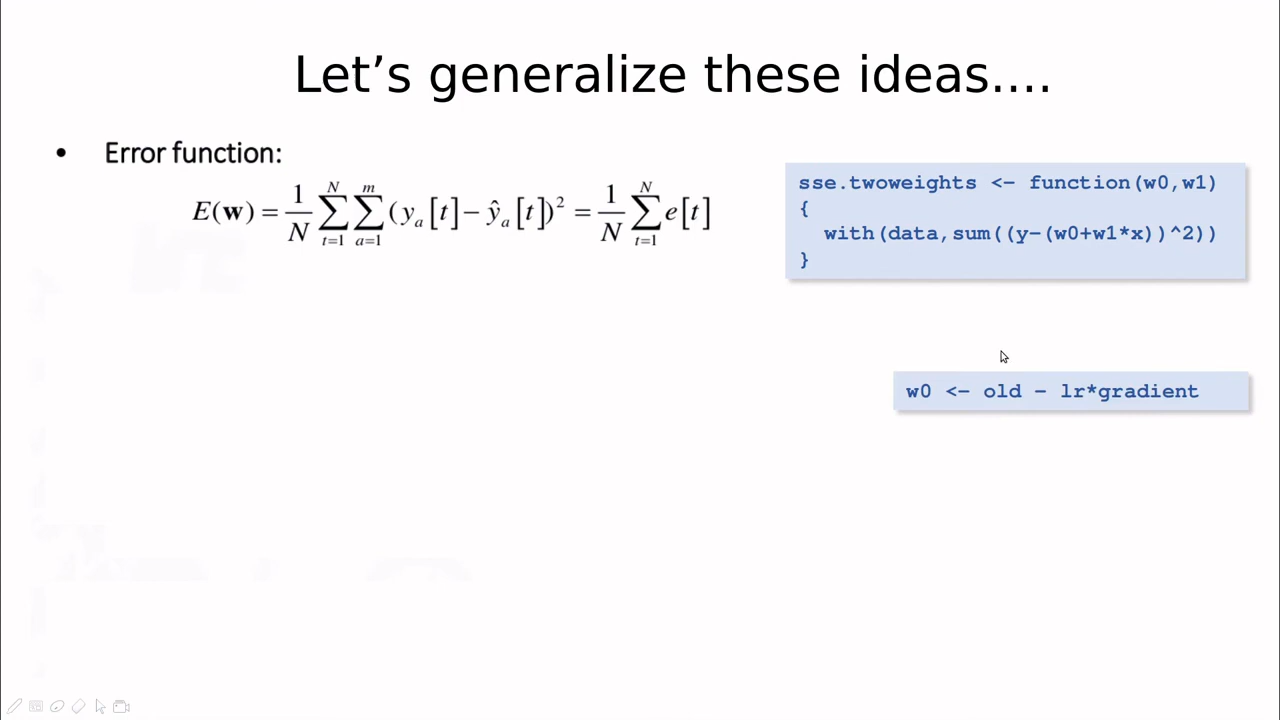 Let’s generalize these ideas....
• Error function:
E(w) = 1/N ∑_{t=1}^{N} ∑_{a=1}^{m} (y_a[t] − ŷ_a[t])² = 1/N ∑_{t=1}^{N} e[t]
sse.twoweights <- function(w0,w1)
{
with(data,sum((y-(w0+w1*x))^2))
}
w0 <- old - lr*gradient